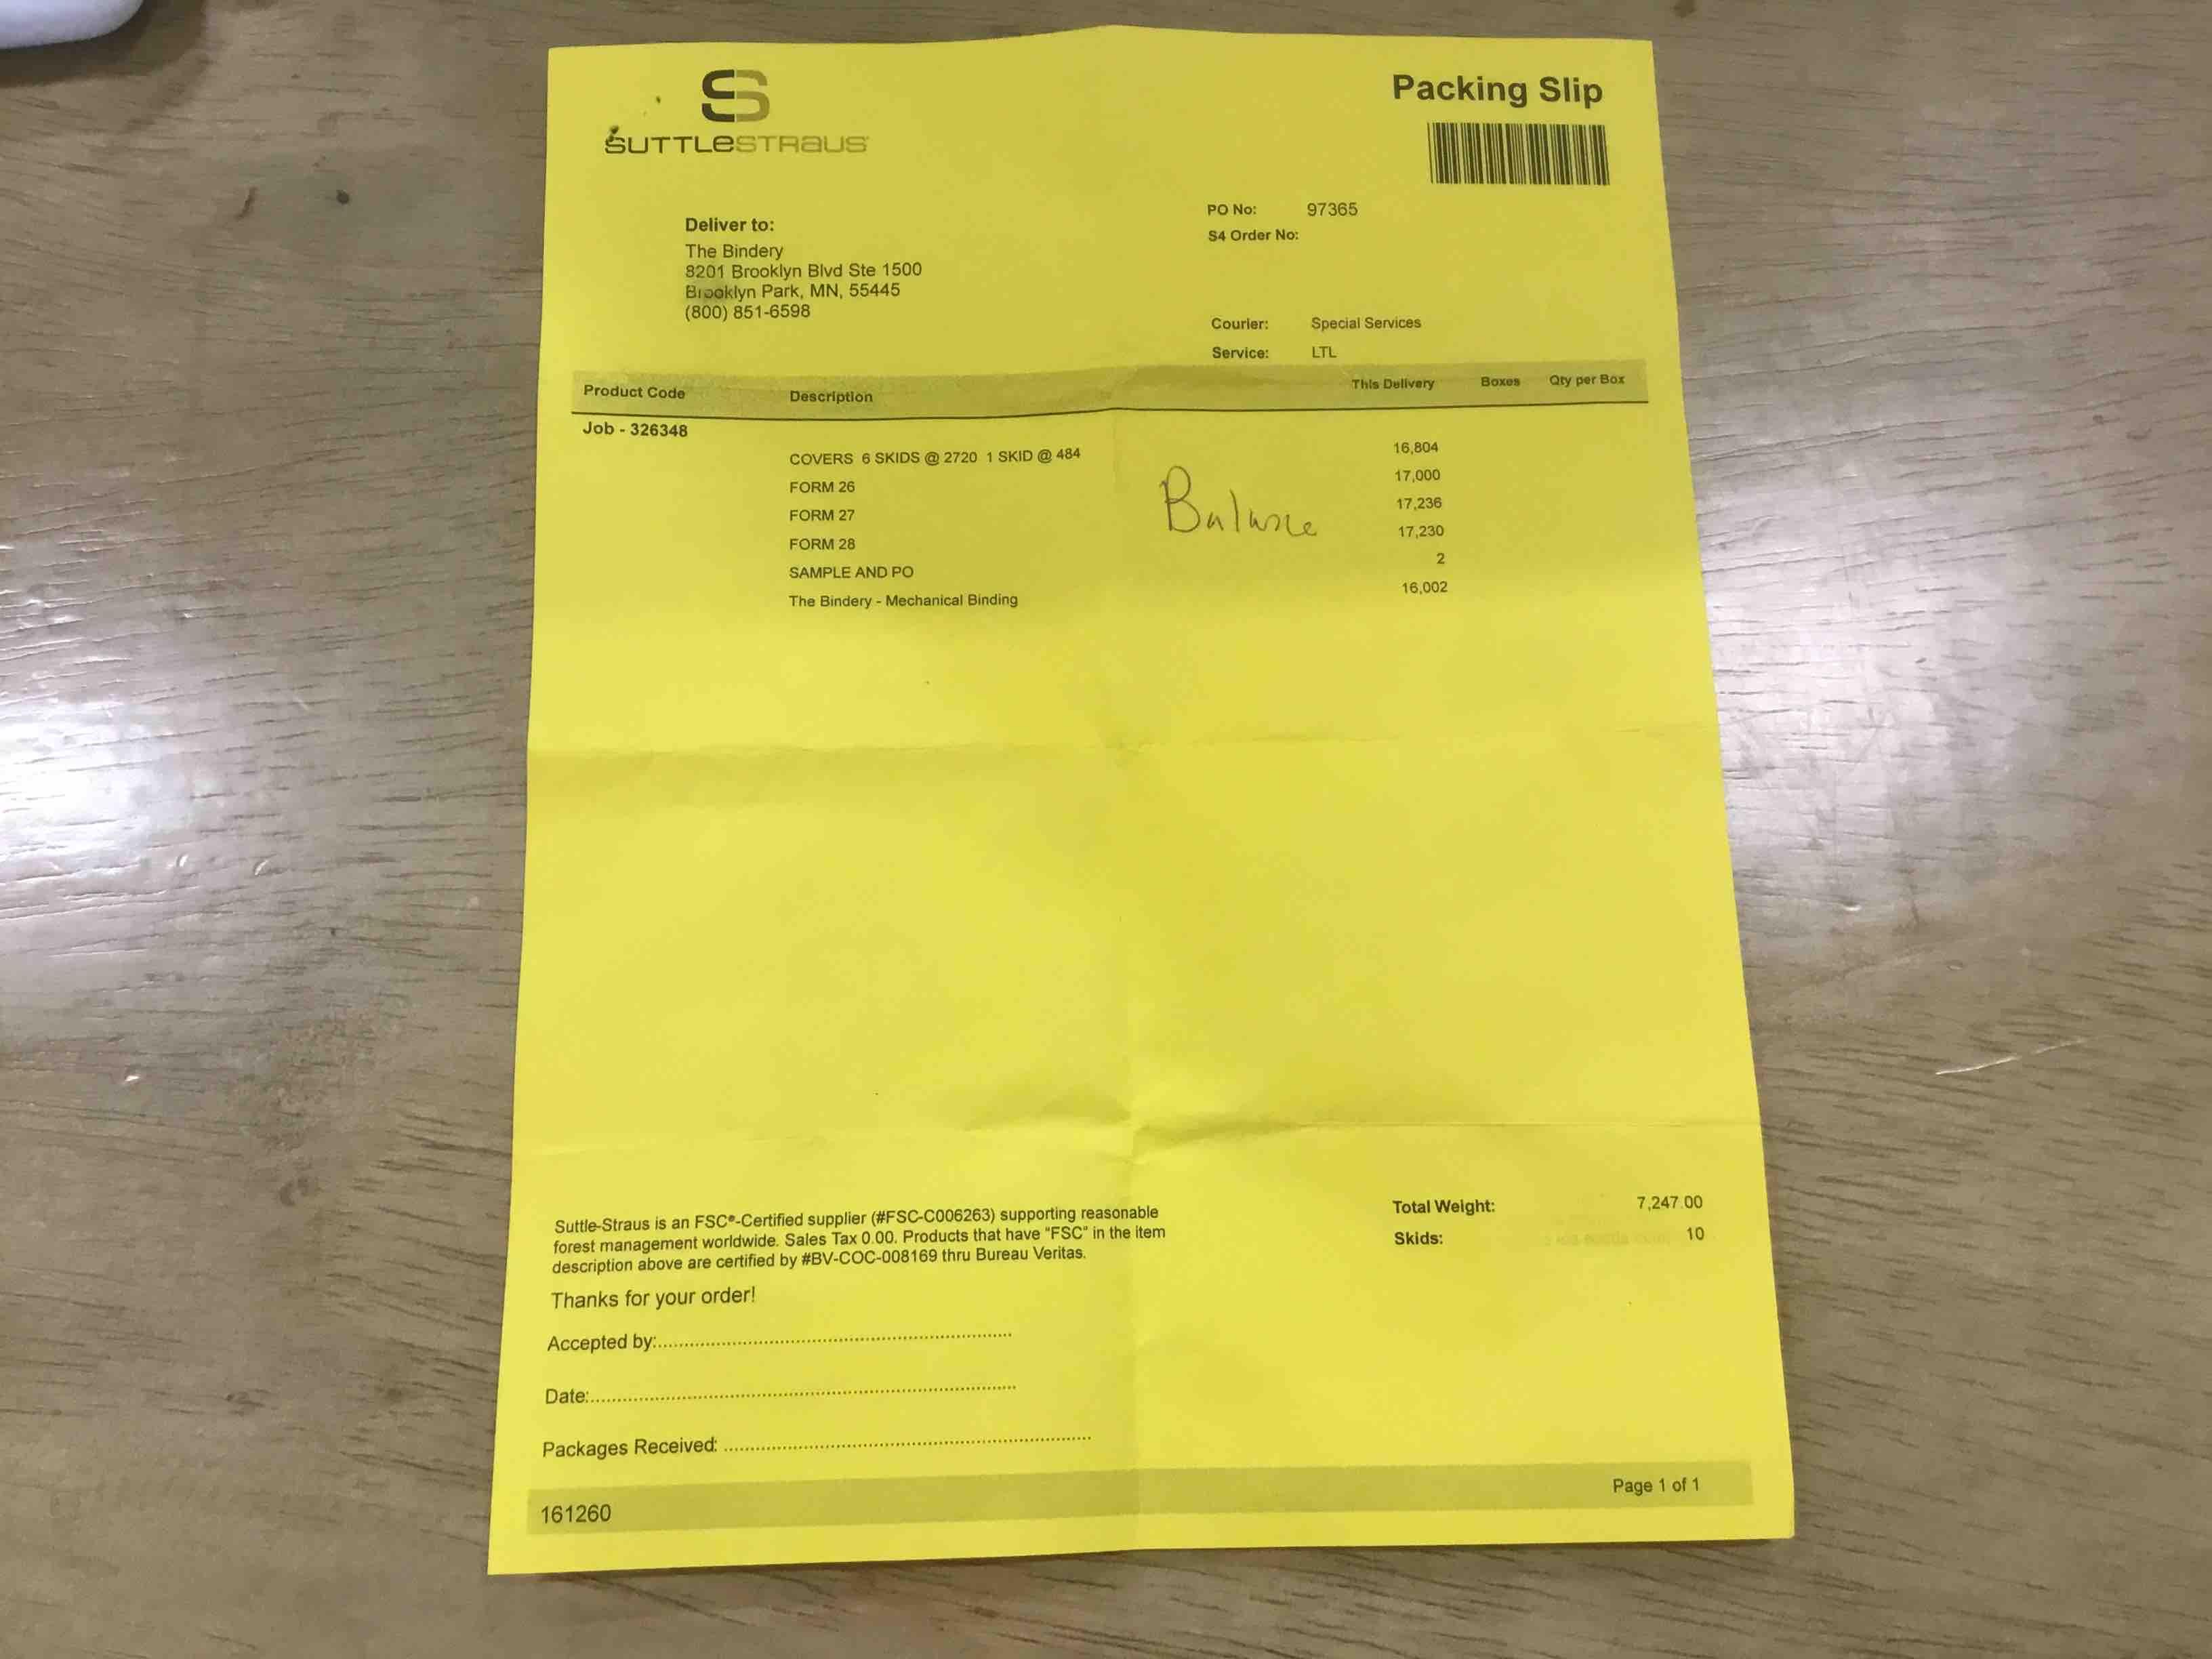 SUTTLESTRAUS
Packing Slip
Deliver to:
The Bindery
8201 Brooklyn Blvd Ste 1500
Brooklyn Park, MN, 55445
(800) 851-6598
PO No: 97365
S4 Order No:
Courier: Special Services
Service: LTL
Product Code Description This Delivery Boxes Qty per Box
Job - 326348
COVERS 6 SKIDS @ 2720 1 SKID @ 484 16,804
FORM 26 17,000
FORM 27 17,236
FORM 28 17,230
SAMPLE AND PO 2
The Bindery - Mechanical Binding 16,002
Balance
Suttle-Straus is an FSC®-Certified supplier (#FSC-C006263) supporting reasonable
forest management worldwide. Sales Tax 0.00. Products that have "FSC" in the item
description above are certified by #BV-COC-008169 thru Bureau Veritas.
Thanks for your order!
Total Weight: 7,247.00
Skids: 10
Accepted by:
Date:
Packages Received:
161260
Page 1 of 1